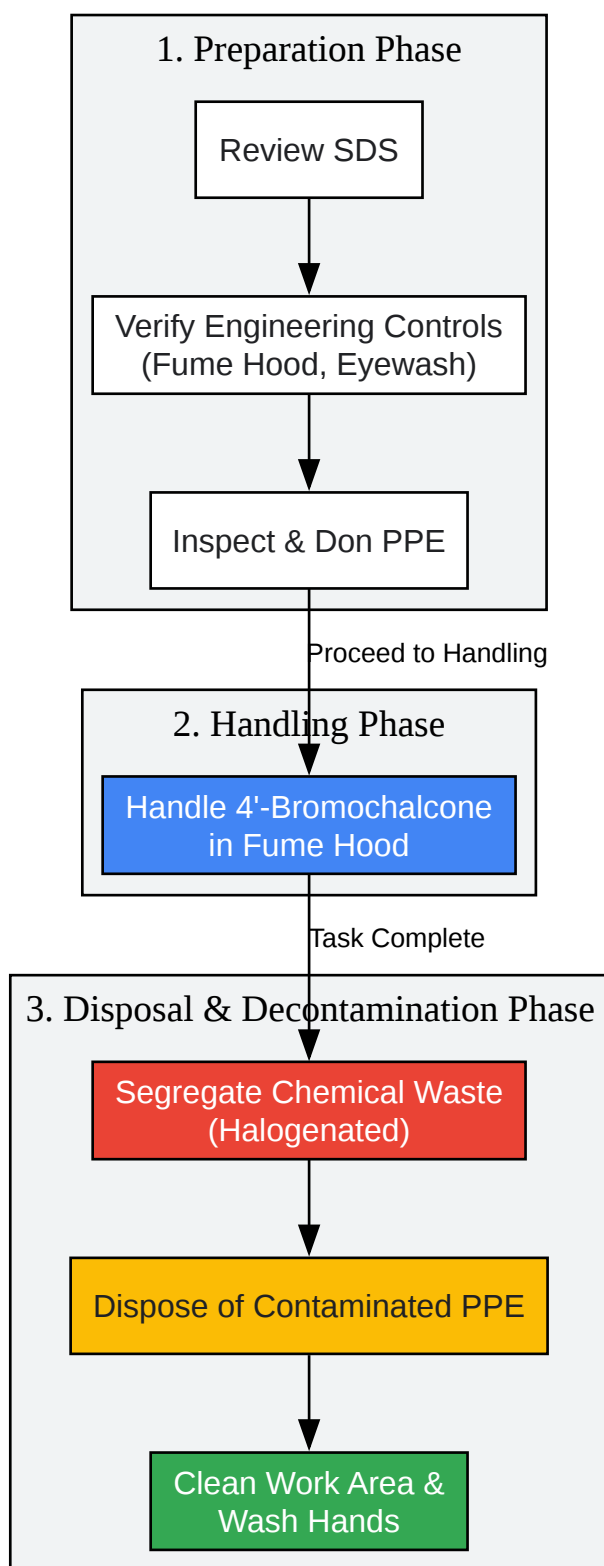 1. Preparation Phase
Review SDS
Verify Engineering Controls
(Fume Hood, Eyewash)
Inspect & Don PPE
Proceed to Handling
2. Handling Phase
Handle 4'-Bromochalcone
in Fume Hood
Task Complete
3. Disposal & Decontamination Phase
Segregate Chemical Waste
(Halogenated)
Dispose of Contaminated PPE
Clean Work Area &
Wash Hands